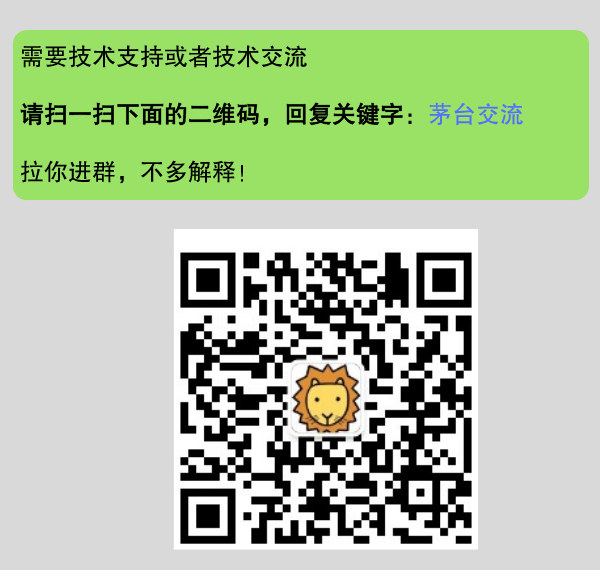 需要技术支持或者技术交流
请扫一扫下面的二维码，回复关键字：茅台交流
拉你进群，不多解释！